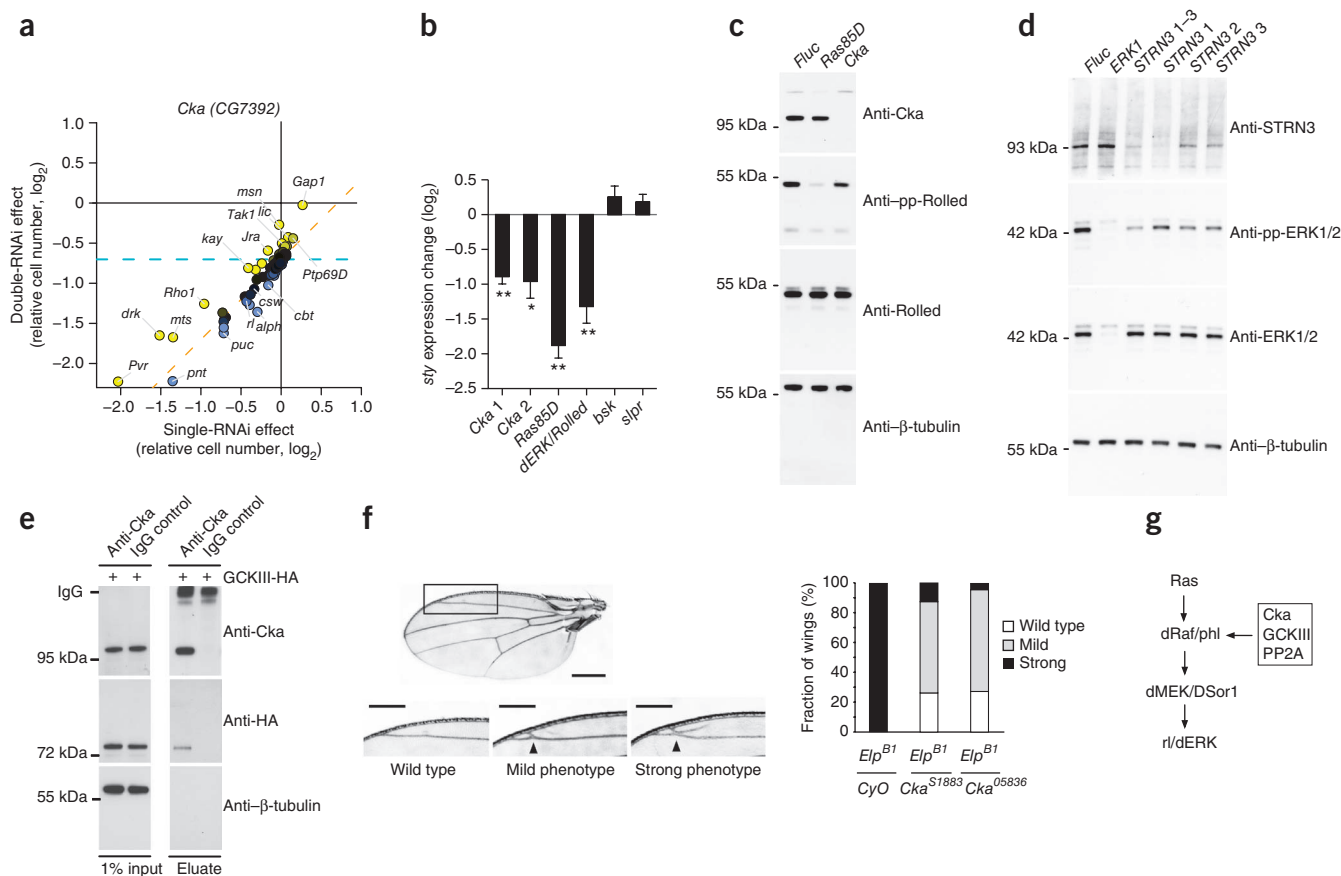 a
Cka (CG7392)
Double-RNAi effect
(relative cell number, log2)
1.0
0.5
0
−0.5
−1.0
−1.5
−2.0
msn
Gap1
Tak1
lic
kay
Jra
Ptp69D
Rho1
csw
cbt
drk
mts
rl
alph
puc
Pvr
pnt
−2.0
−1.5
−1.0
−0.5
0
0.5
1.0
Single-RNAi effect
(relative cell number, log2)
b
sty expression change (log2)
0.5
0
−0.5
−1.0
−1.5
−2.0
−2.5
**
*
**
**
Cka 1
Cka 2
Ras85D
dERK/Rolled
bsk
slpr
c
Fluc
Ras85D
Cka
95 kDa
Anti-Cka
55 kDa
Anti–pp-Rolled
55 kDa
Anti-Rolled
55 kDa
Anti–β-tubulin
d
Fluc
ERK1
STRN3 1–3
STRN3 1
STRN3 2
STRN3 3
93 kDa
Anti-STRN3
42 kDa
Anti-pp-ERK1/2
42 kDa
Anti-ERK1/2
55 kDa
Anti–β-tubulin
e
Anti-Cka
IgG control
Anti-Cka
IgG control
+ + + + GCKIII-HA
IgG
95 kDa
Anti-Cka
72 kDa
Anti-HA
55 kDa
Anti–β-tubulin
1% input
Eluate
f
Wild type
Mild phenotype
Strong phenotype
Fraction of wings (%)
100
80
60
40
20
0
Wild type
Mild
Strong
ElpB1
CyO
ElpB1
CkaS1883
ElpB1
Cka05836
g
Ras
dRaf/phl
Cka
GCKIII
PP2A
dMEK/DSor1
rl/dERK